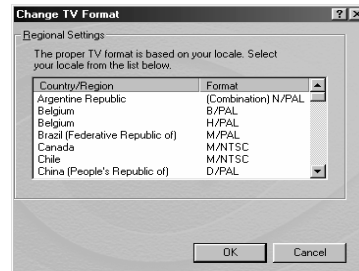 Change TV Format
Regional Settings
The proper TV format is based on your locale. Select
your locale from the list below.
Country/Region Format
Argentine Republic (Combination) N/PAL
Belgium B/PAL
Belgium H/PAL
Brazil (Federative Republic of) M/PAL
Canada M/NTSC
Chile M/NTSC
China (People's Republic of) D/PAL
OK Cancel